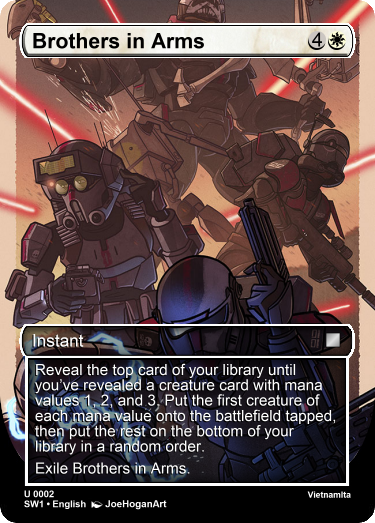 Brothers in Arms 4
Instant
Reveal the top card of your library until
you've revealed a creature card with mana
values 1, 2, and 3. Put the first creature of
each mana value onto the battlefield tapped,
then put the rest on the bottom of your
library in a random order.
Exile Brothers in Arms.
U 0002
SW1 • English JoeHoganArt
Vietnamita